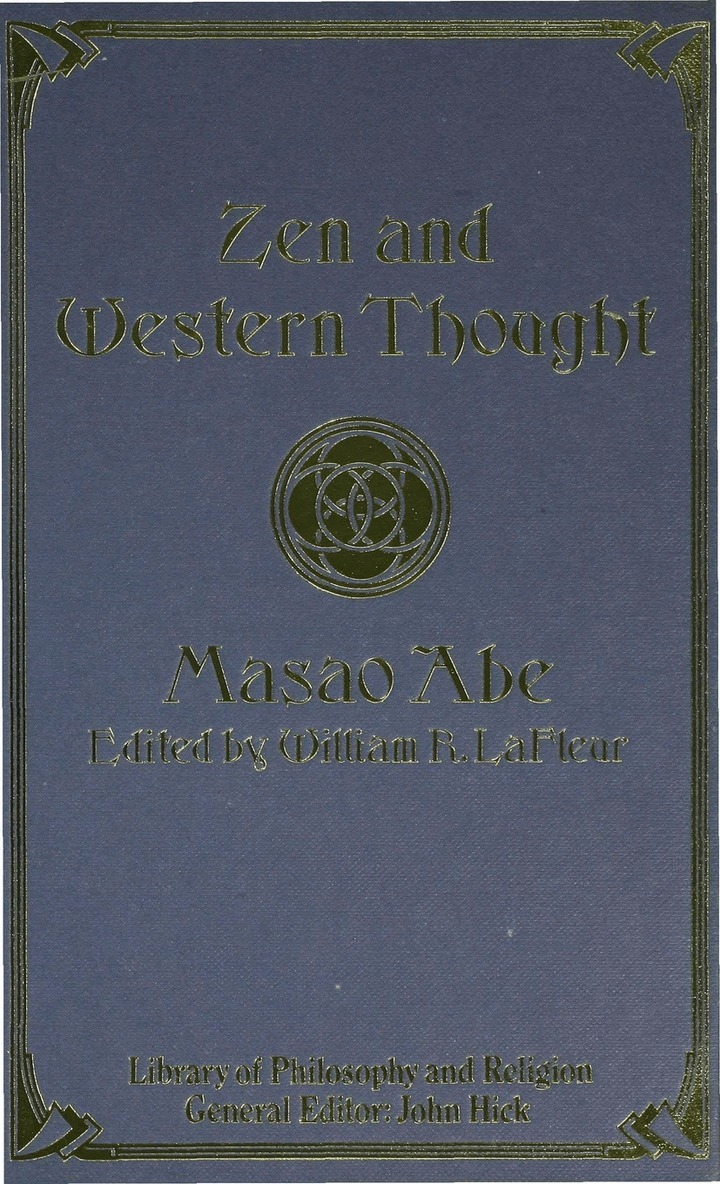 Zen and
Western Thought
Masao Abe
Edited by William R. LaFleur
Library of Philosophy and Religion
General Editor: John Hick